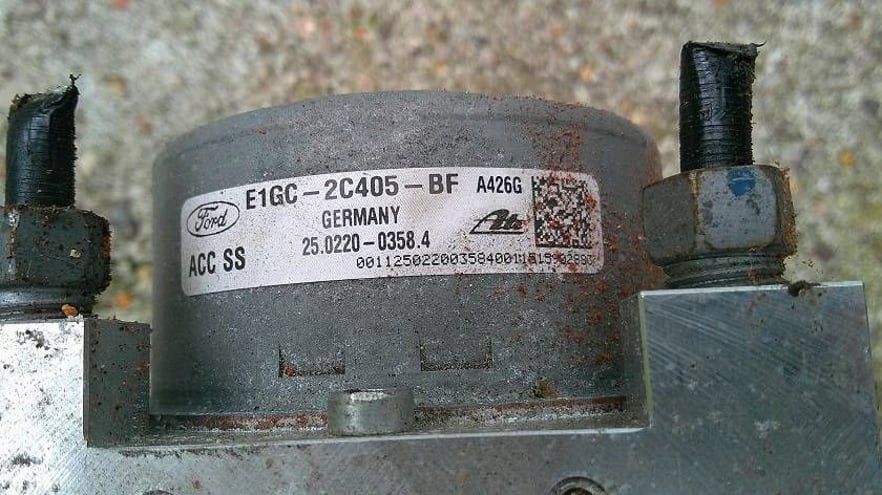 Ford E1GC-2C405-BF A426G
GERMANY Ate
ACC SS 25.0220-0358.4